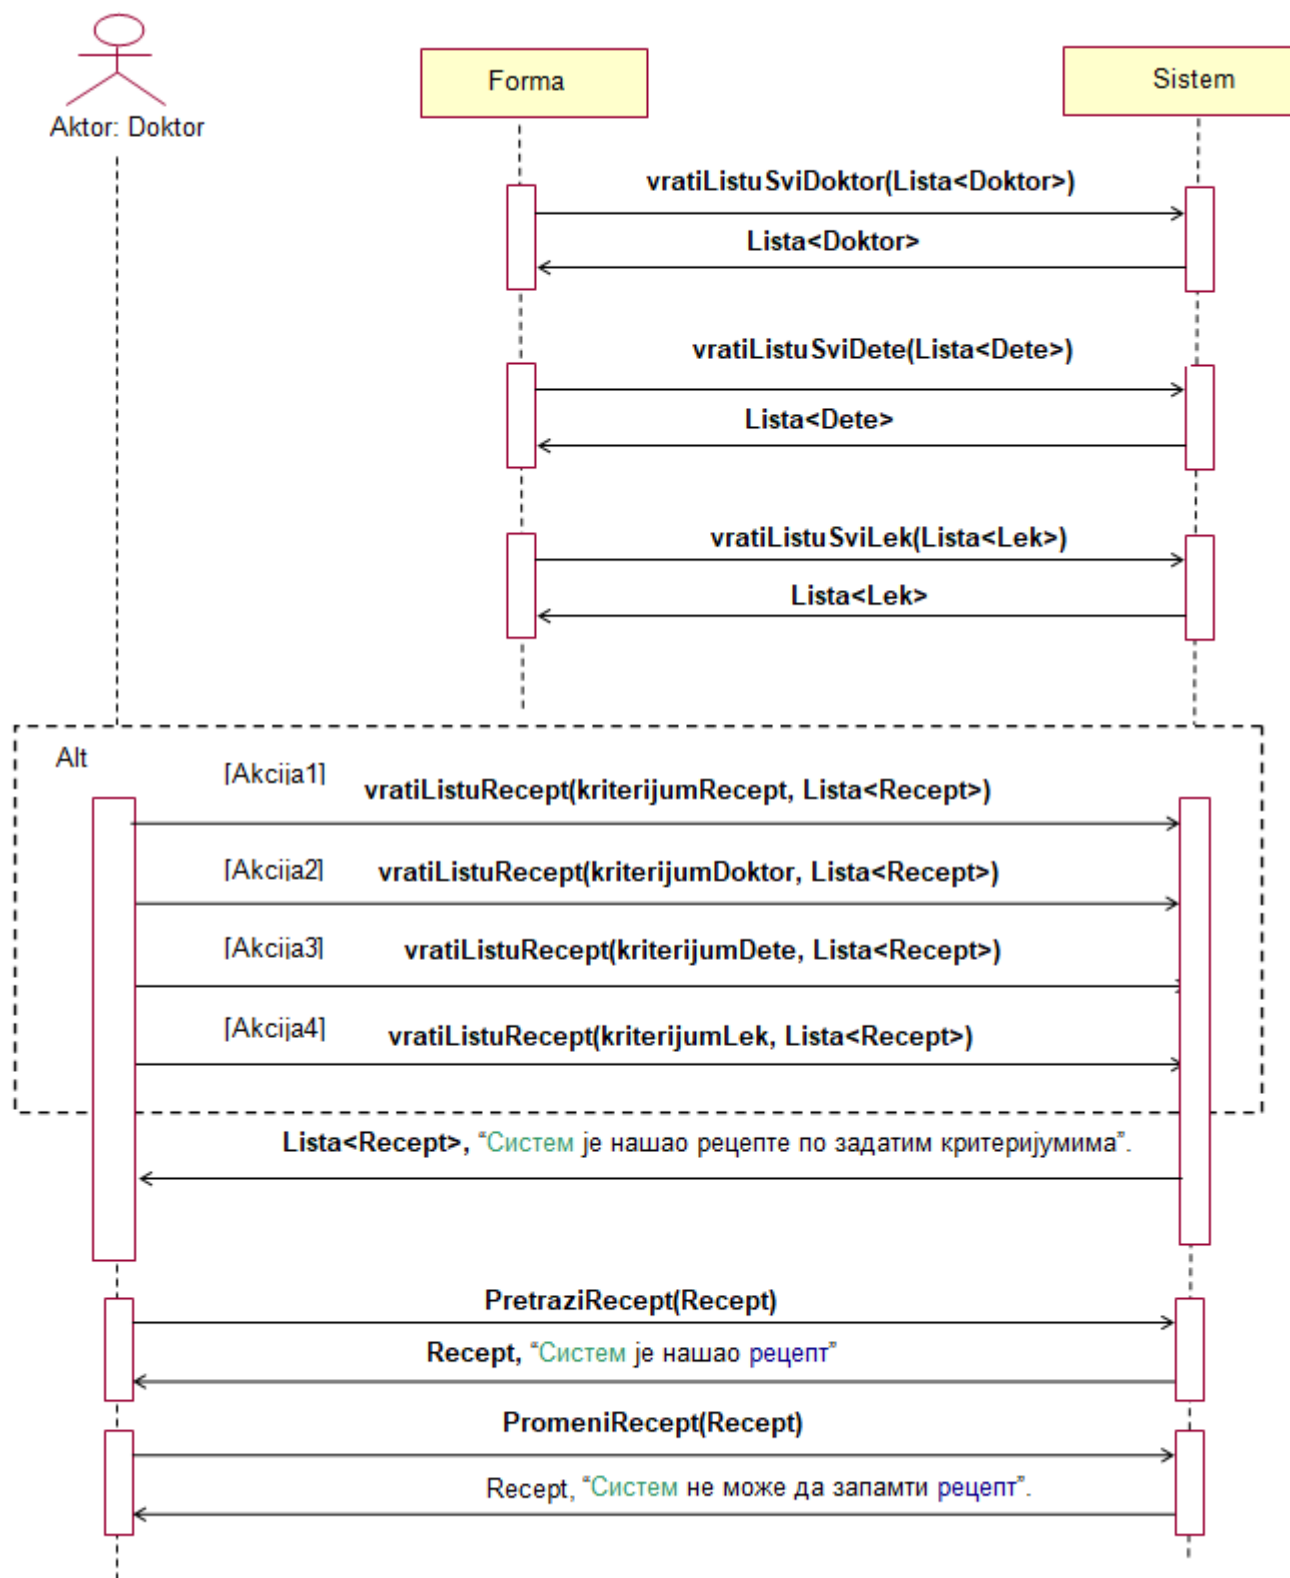 Forma
Sistem
Aktor: Doktor
vratiListuSviDoktor(Lista<Doktor>)
Lista<Doktor>
vratiListuSviDete(Lista<Dete>)
Lista<Dete>
vratiListuSviLek(Lista<Lek>)
Lista<Lek>
Alt
[Akcija1]
vratiListuRecept(kriterijumRecept, Lista<Recept>)
[Akcija2]
vratiListuRecept(kriterijumDoktor, Lista<Recept>)
[Akcija3]
vratiListuRecept(kriterijumDete, Lista<Recept>)
[Akcija4]
vratiListuRecept(kriterijumLek, Lista<Recept>)
Lista<Recept>, “Систем је нашао рецепте по задатим критеријумима”.
PretraziRecept(Recept)
Recept, “Систем је нашао рецепт”
PromeniRecept(Recept)
Recept, “Систем не може да запамти рецепт”.